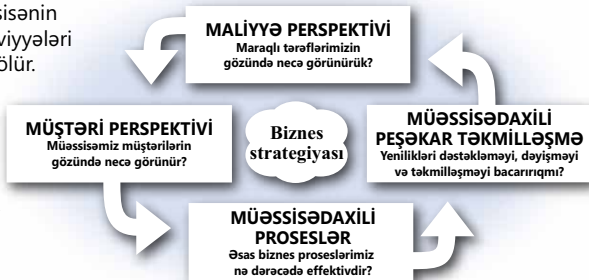 viyyələri
ölür.
MALİYYƏ PERSPEKTİVİ
Maraqlı tərəflərimizin
gözündə necə görünürük?
MÜŞTƏRİ PERSPEKTİVİ
Müəssisəmiz müştərilərin
gözündə necə görünür?
Biznes
strategiyası
MÜƏSSİSƏDAXİLİ
PEŞƏKAR TƏKMİLLƏŞMƏ
Yenilikləri dəstəkləməyi, dəyişməyi
və təkmilləşməyi bacarırıqmı?
MÜƏSSİSƏDAXİLİ
PROSESLƏR
Əsas biznes proseslərimiz
nə dərəcədə effektivdir?